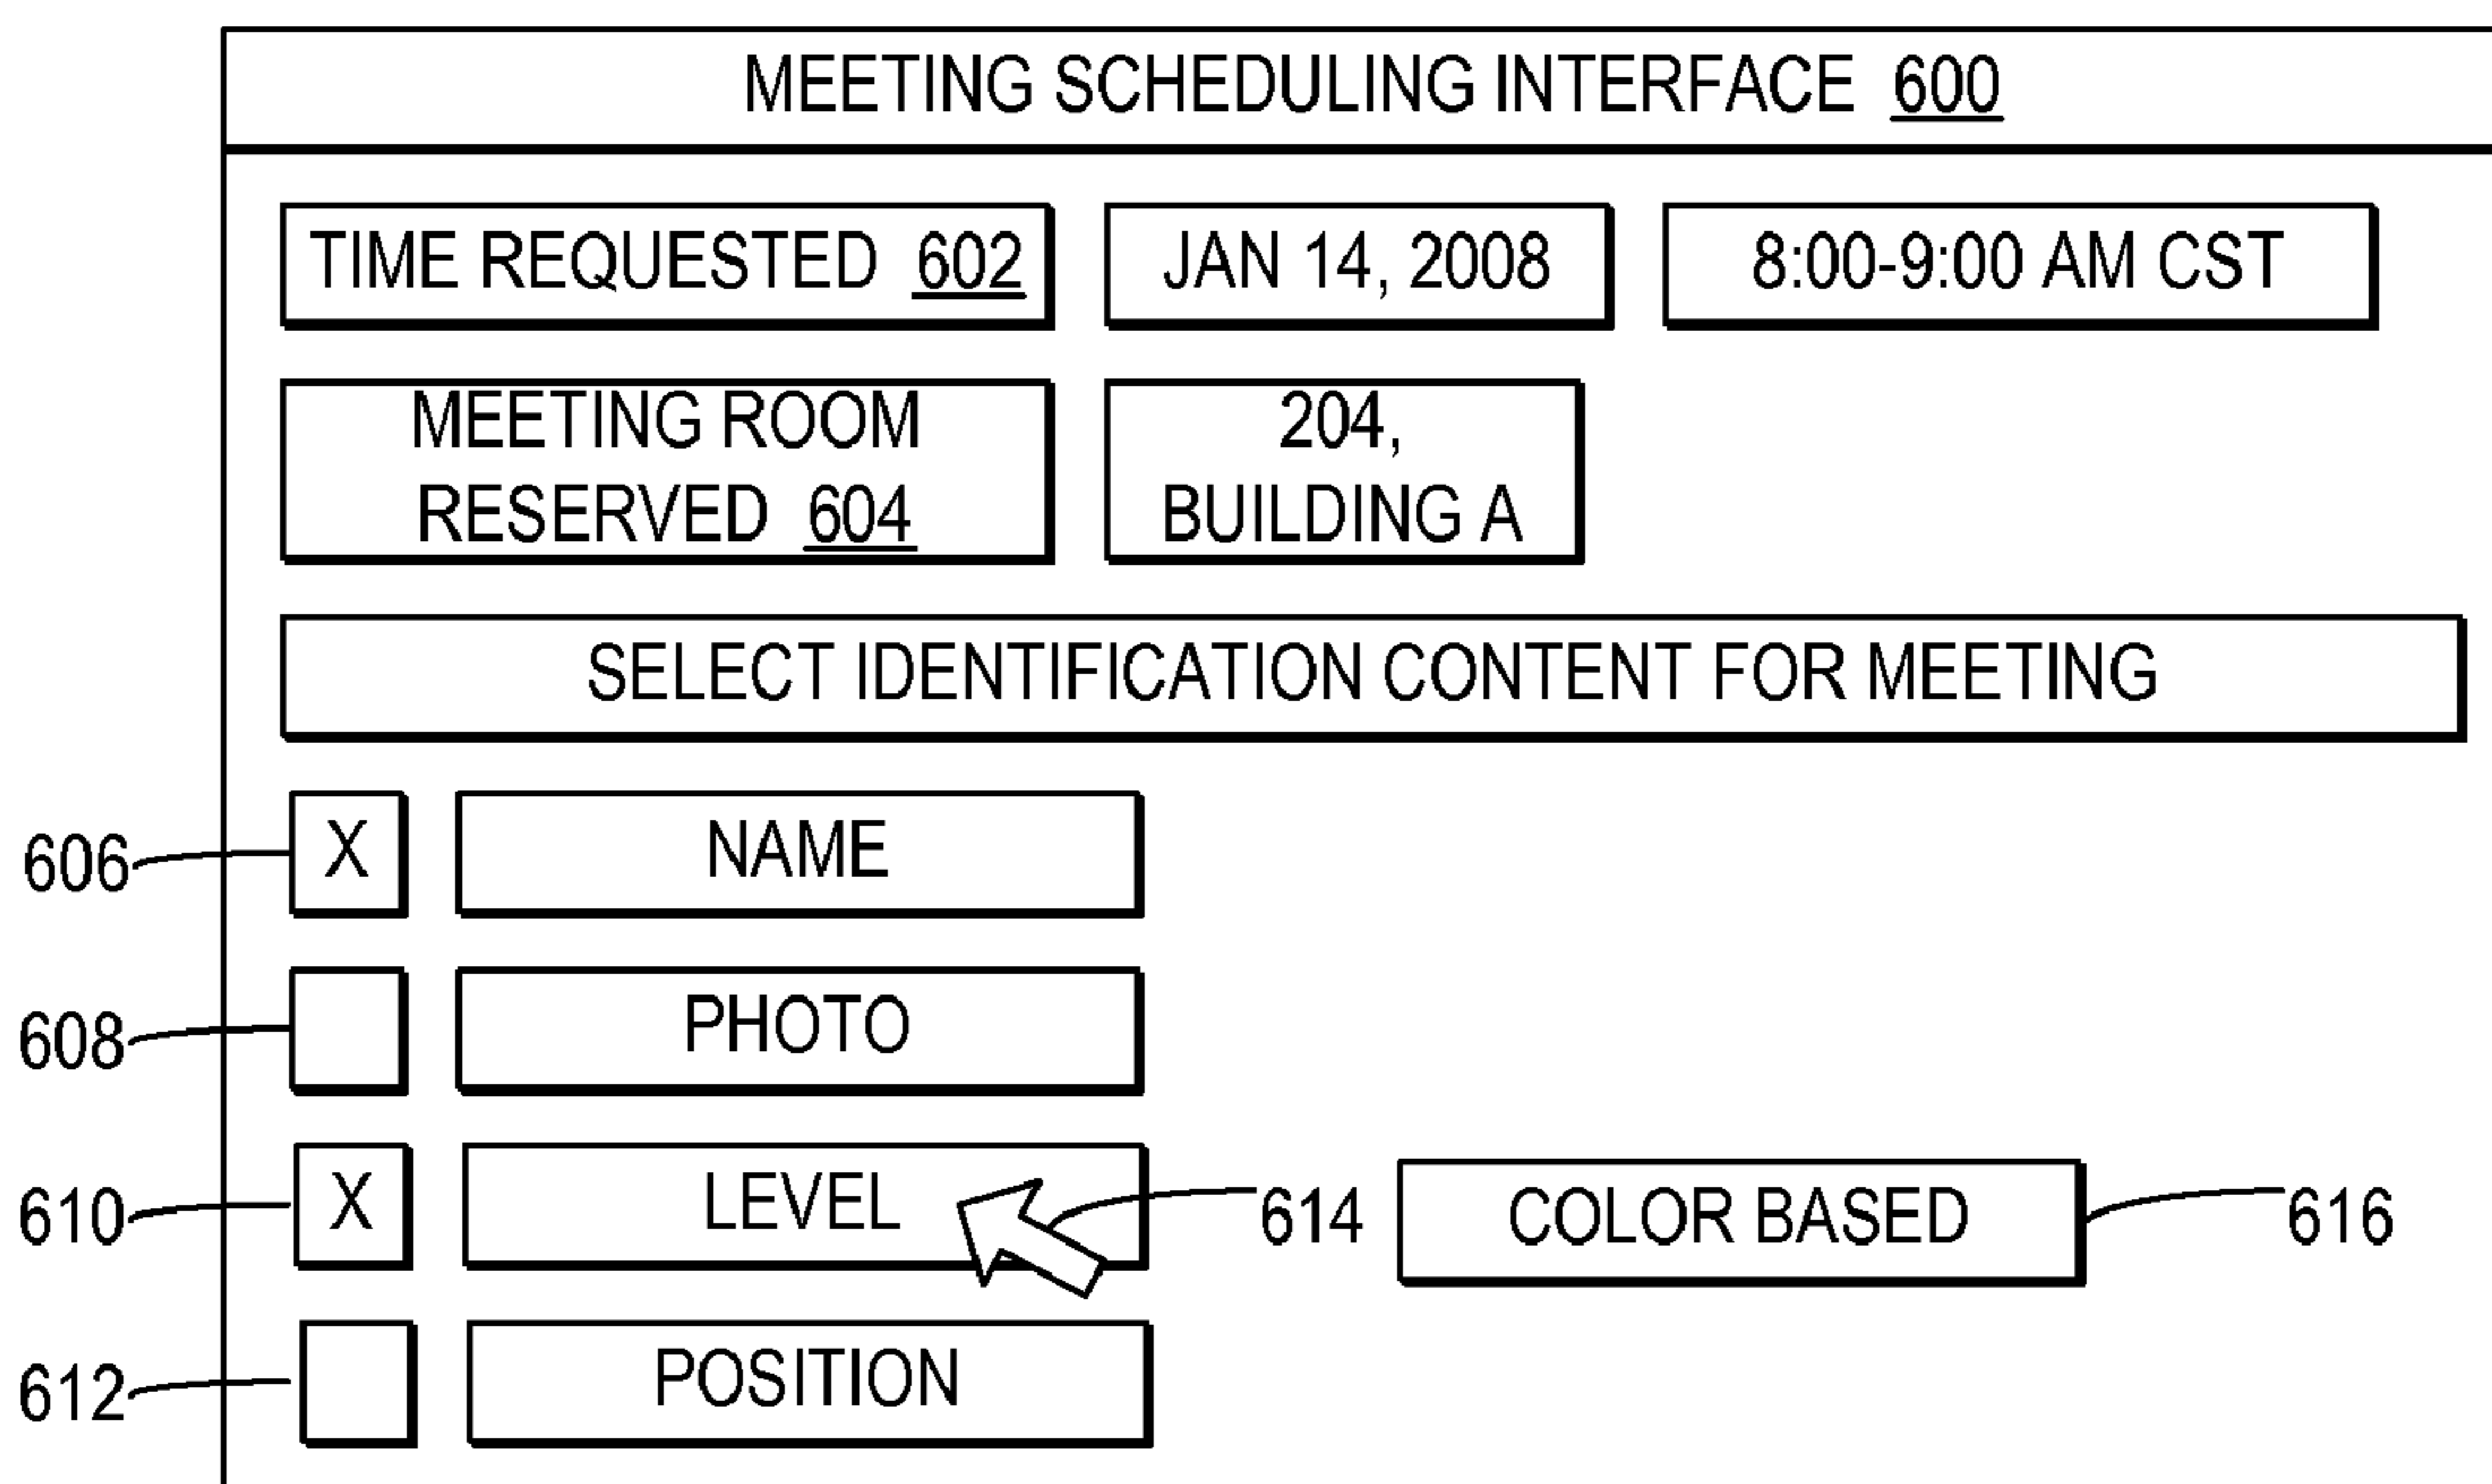 MEETING SCHEDULING INTERFACE 600
TIME REQUESTED 602
JAN 14, 2008
8:00-9:00 AM CST
MEETING ROOM
RESERVED 604
204,
BUILDING A
SELECT IDENTIFICATION CONTENT FOR MEETING
606 X NAME
608 PHOTO
610 X LEVEL 614 COLOR BASED 616
612 POSITION